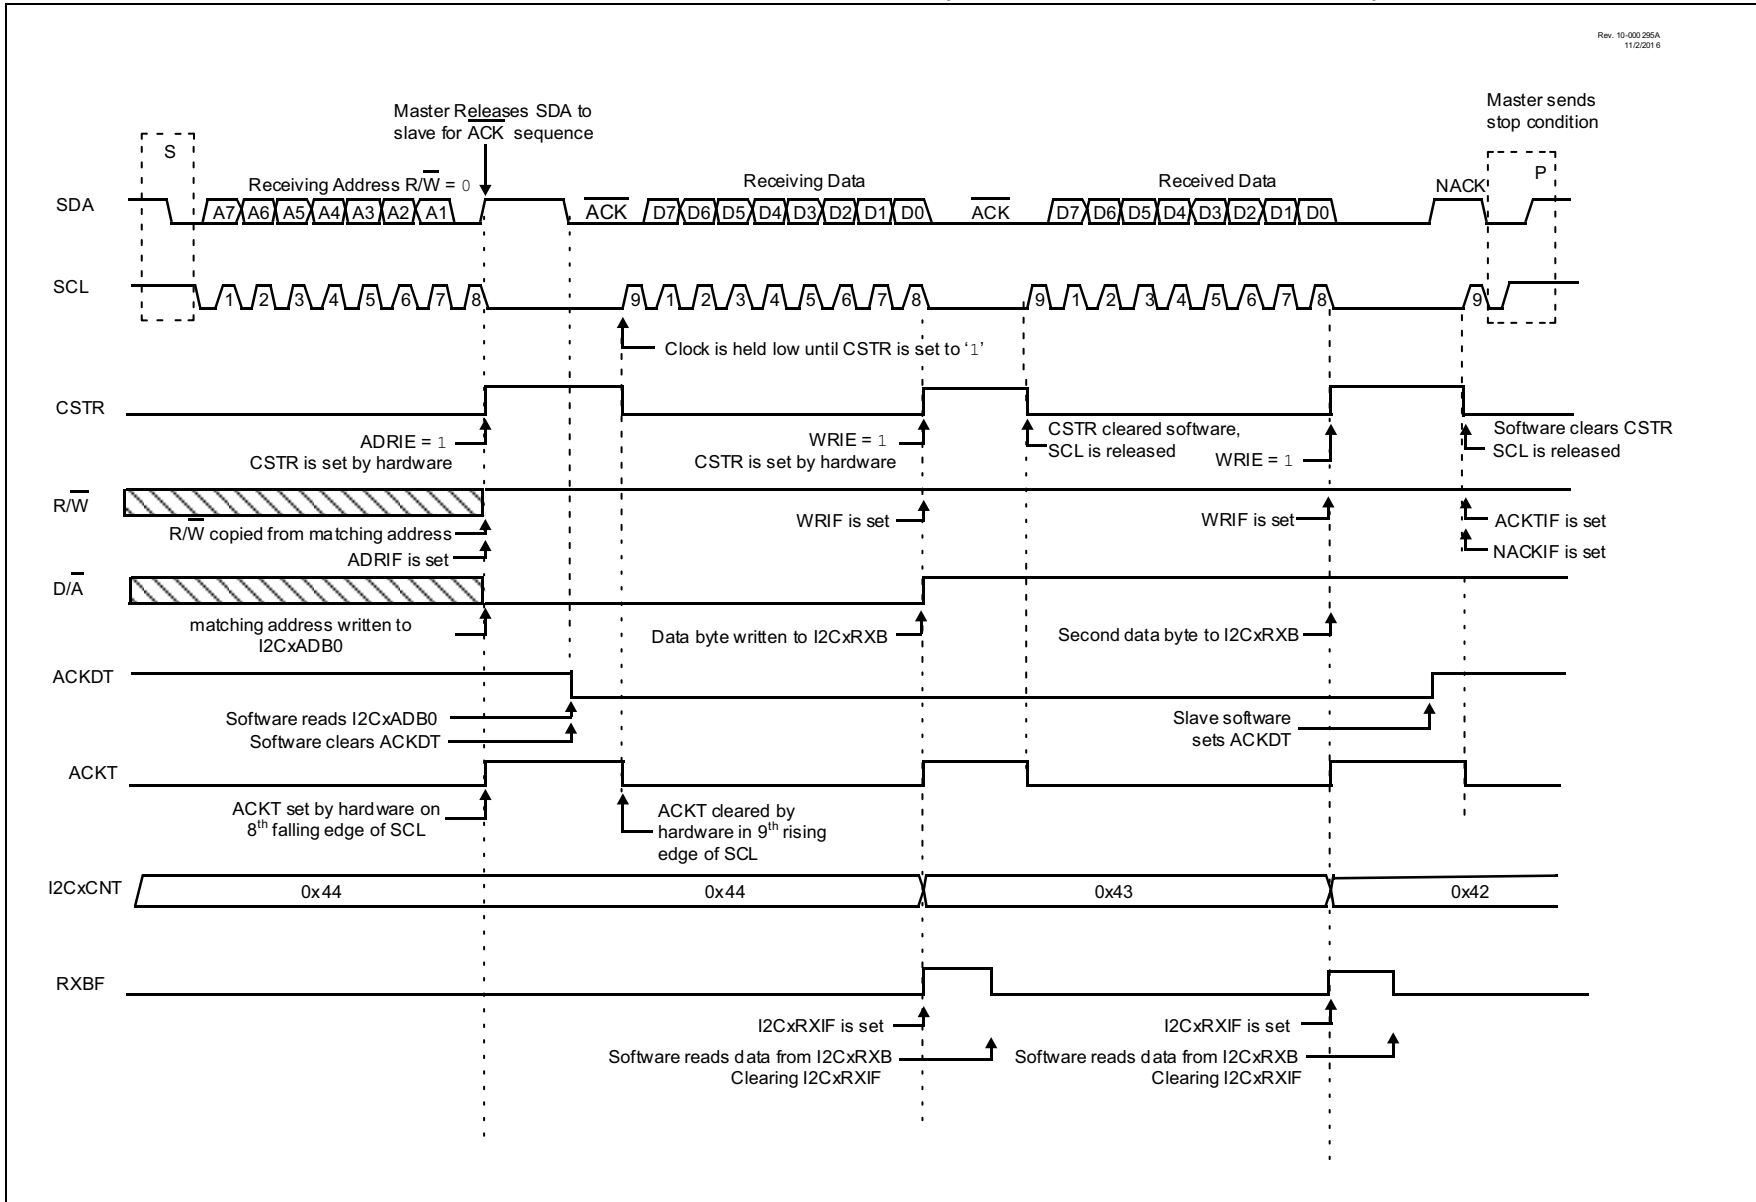 Rev. 10-000 295A
11/2/201 6
Master Releases SDA to
slave for ACK sequence
Master sends
stop condition
S
P
Receiving Address R/W = 0
Receiving Data
Received Data
NACK
SDA
A7 A6 A5 A4 A3 A2 A1
ACK
D7 D6 D5 D4 D3 D2 D1 D0
ACK
D7 D6 D5 D4 D3 D2 D1 D0
SCL
1 2 3 4 5 6 7 8
9 1 2 3 4 5 6 7 8
9 1 2 3 4 5 6 7 8
9
Clock is held low until CSTR is set to ‘1’
CSTR
ADRIE = 1
CSTR is set by hardware
WRIE = 1
CSTR is set by hardware
CSTR cleared software,
SCL is released
WRIE = 1
Software clears CSTR
SCL is released
R/W
R/W copied from matching address
ADRIF is set
WRIF is set
WRIF is set
ACKTIF is set
NACKIF is set
D/A
matching address written to
I2CxADB0
Data byte written to I2CxRXB
Second data byte to I2CxRXB
ACKDT
Software reads I2CxADB0
Software clears ACKDT
Slave software
sets ACKDT
ACKT
ACKT set by hardware on
8th falling edge of SCL
ACKT cleared by
hardware in 9th rising
edge of SCL
I2CxCNT
0x44
0x44
0x43
0x42
RXBF
I2CxRXIF is set
Software reads data from I2CxRXB
Clearing I2CxRXIF
I2CxRXIF is set
Software reads data from I2CxRXB
Clearing I2CxRXIF